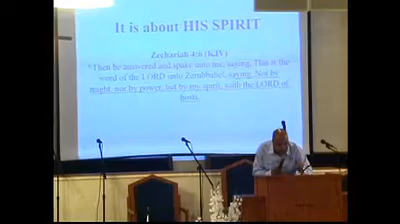 It is about HIS SPIRIT
Zechariah 4:6 (KJV)
"Then he answered and spake unto me, saying, This is the
word of the LORD unto Zerubbabel, saying, Not by
might, nor by power, but by my spirit, saith the LORD of
hosts.